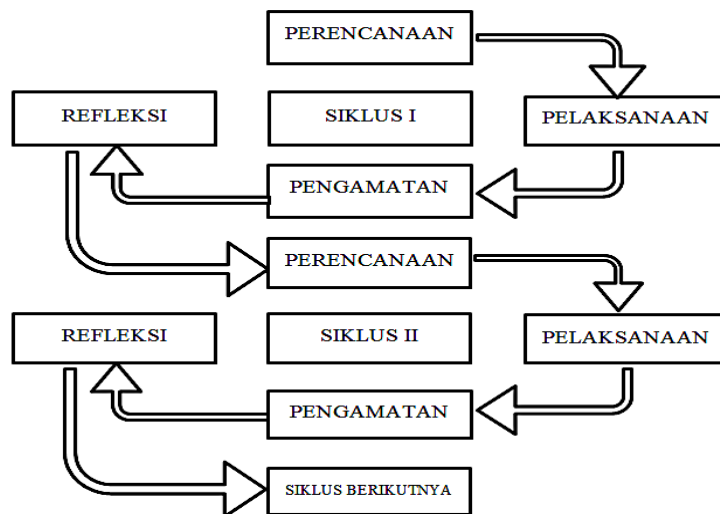 PERENCANAAN
REFLEKSI
SIKLUS I
PELAKSANAAN
PENGAMATAN
PERENCANAAN
REFLEKSI
SIKLUS II
PELAKSANAAN
PENGAMATAN
SIKLUS BERIKUTNYA